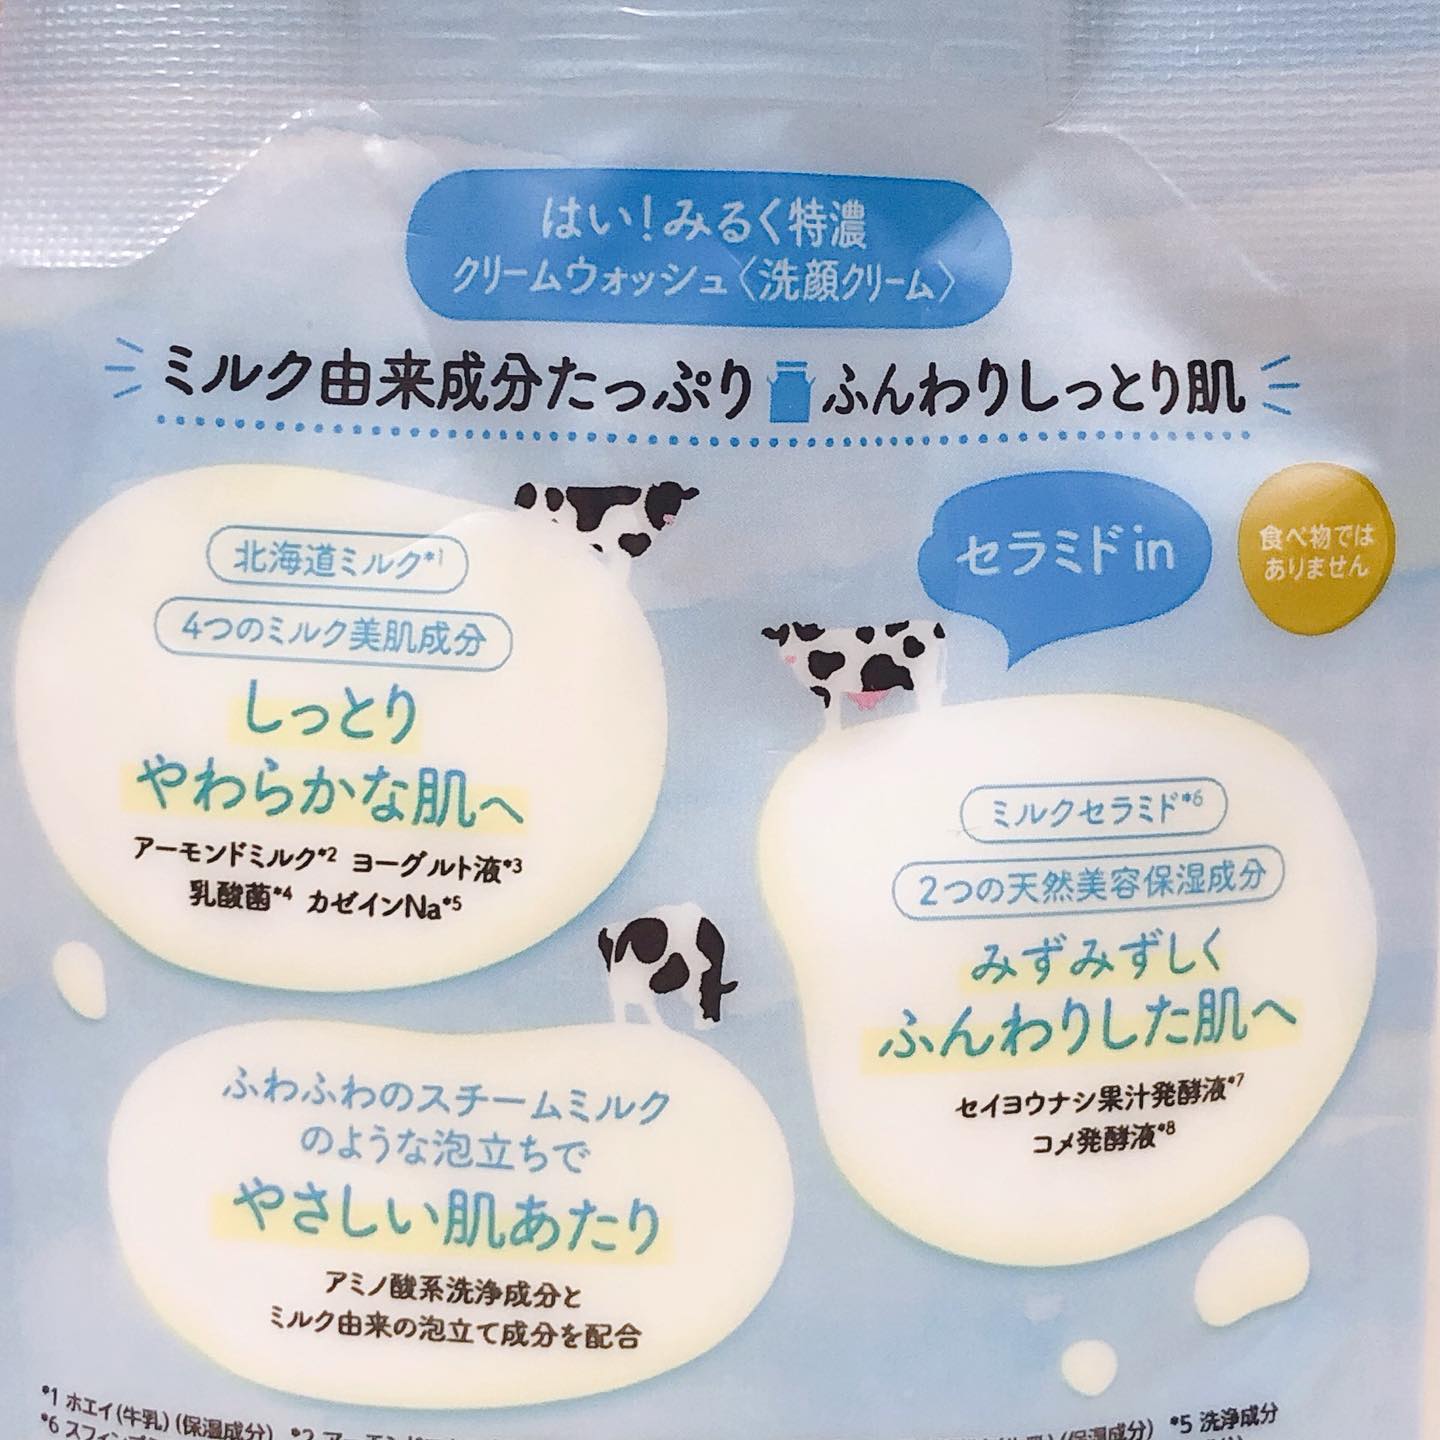 はい!みるく特濃
クリームウォッシュ〈洗顔クリーム〉
ミルク由来成分たっぷり ふんわりしっとり肌
北海道ミルク*1
4つのミルク美肌成分
しっとり
やわらかな肌へ
アーモンドミルク*2 ヨーグルト液*3
乳酸菌*4 カゼインNa*5
セラミドin
食べ物では
ありません
ミルクセラミド*6
2つの天然美容保湿成分
みずみずしく
ふんわりした肌へ
セイヨウナシ果汁発酵液*7
コメ発酵液*8
ふわふわのスチームミルク
のような泡立ちで
やさしい肌あたり
アミノ酸系洗浄成分と
ミルク由来の泡立て成分を配合
*1 ホエイ(牛乳)(保湿成分) *2 (保湿成分) *5 洗浄成分
*6